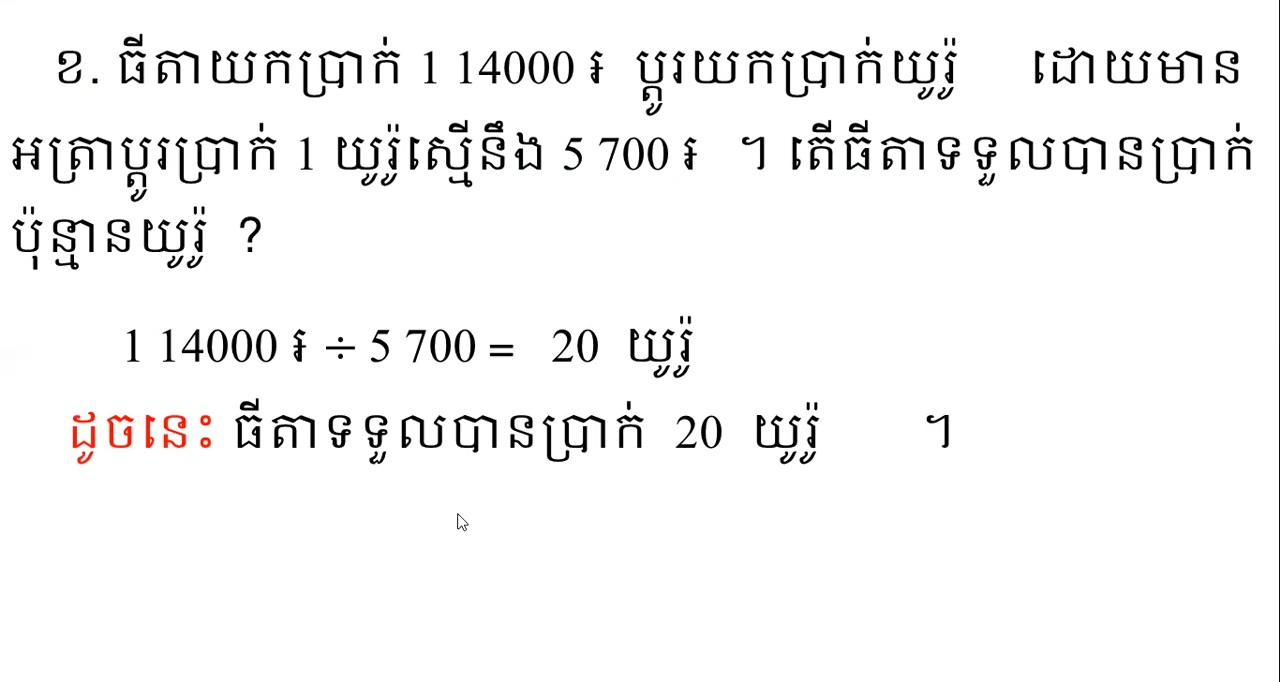 ខ. ធីតាយកប្រាក់ 1 14000 ៛ ប្តូរយកប្រាក់យូរ៉ូ ដោយមាន
អត្រាប្តូរប្រាក់ 1 យូរ៉ូស្មើនឹង 5 700 ៛ ។ តើធីតាទទួលបានប្រាក់
ប៉ុន្មានយូរ៉ូ ?
1 14000 ៛ ÷ 5 700 = 20 យូរ៉ូ
ដូចនេះ ធីតាទទួលបានប្រាក់ 20 យូរ៉ូ ។